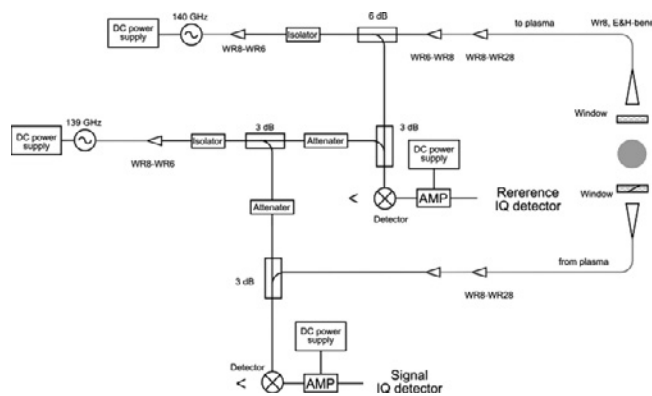 DC power
supply
140 GHz
WR8-WR6
Isolator
6 dB
WR6-WR8
WR8-WR28
to plasma
Wr8, E&H-bend
Window
DC power
supply
139 GHz
WR8-WR6
Isolator
3 dB
Attenater
3 dB
DC power
supply
<
Detector
AMP
Rererence
IQ detector
Window
Attenater
3 dB
from plasma
WR8-WR28
DC power
supply
Detector
<
AMP
Signal
IQ detector